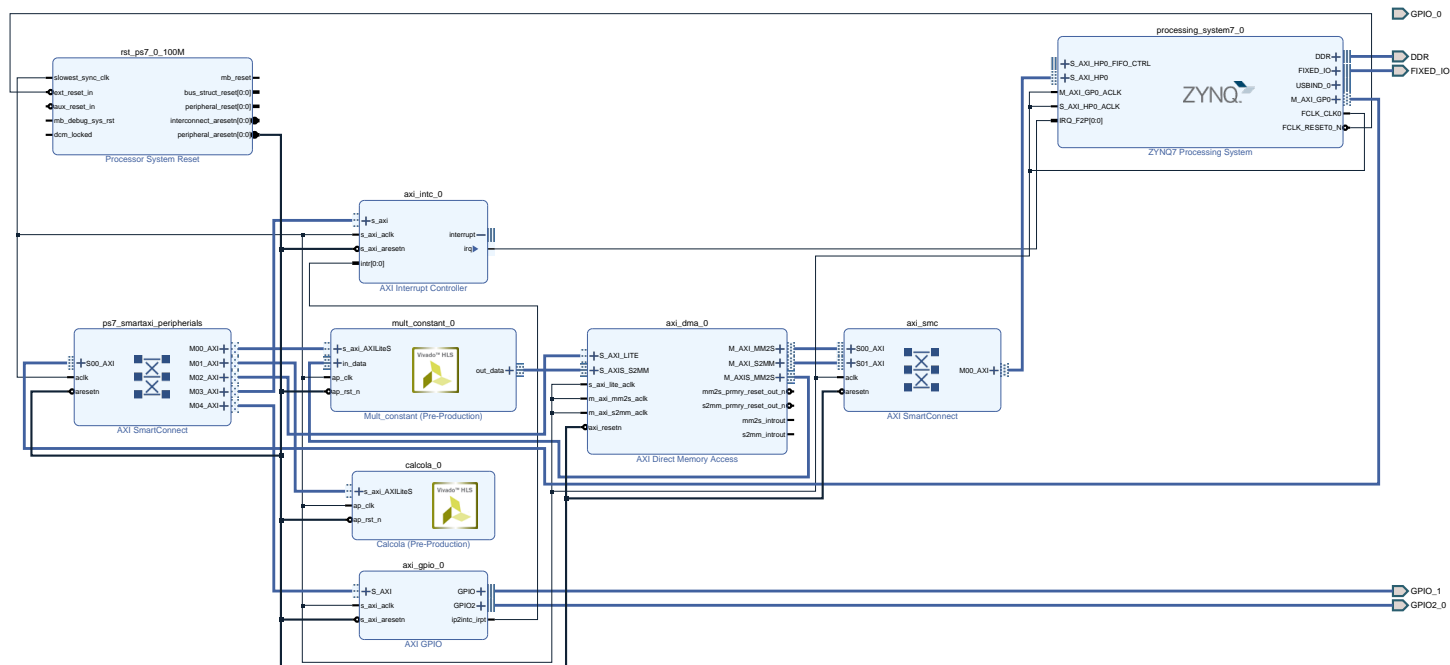 GPIO_0
processing_system7_0
S_AXI_HP0_FIFO_CTRL
S_AXI_HP0
M_AXI_GP0_ACLK
S_AXI_HP0_ACLK
IRQ_F2P[0:0]
ZYNQ
DDR
FIXED_IO
USBIND_0
M_AXI_GP0
FCLK_CLK0
FCLK_RESET0_N
ZYNQ7 Processing System
DDR
FIXED_IO
rst_ps7_0_100M
slowest_sync_clk
ext_reset_in
aux_reset_in
mb_debug_sys_rst
dcm_locked
mb_reset
bus_struct_reset[0:0]
peripheral_reset[0:0]
interconnect_aresetn[0:0]
peripheral_aresetn[0:0]
Processor System Reset
axi_intc_0
s_axi
s_axi_aclk
s_axi_aresetn
intr[0:0]
interrupt
irq
AXI Interrupt Controller
ps7_smartaxi_peripherials
S00_AXI
aclk
aresetn
M00_AXI
M01_AXI
M02_AXI
M03_AXI
M04_AXI
AXI SmartConnect
mult_constant_0
s_axi_AXILiteS
in_data
ap_clk
ap_rst_n
Vivado™ HLS
out_data
Mult_constant (Pre-Production)
axi_dma_0
S_AXI_LITE
S_AXIS_S2MM
s_axi_lite_aclk
m_axi_mm2s_aclk
m_axi_s2mm_aclk
axi_resetn
M_AXI_MM2S
M_AXI_S2MM
M_AXIS_MM2S
mm2s_prmry_reset_out_n
s2mm_prmry_reset_out_n
mm2s_introut
s2mm_introut
AXI Direct Memory Access
axi_smc
S00_AXI
S01_AXI
aclk
aresetn
M00_AXI
AXI SmartConnect
calcola_0
s_axi_AXILiteS
ap_clk
ap_rst_n
Vivado™ HLS
Calcola (Pre-Production)
axi_gpio_0
S_AXI
s_axi_aclk
s_axi_aresetn
GPIO
GPIO2
ip2intc_irpt
AXI GPIO
GPIO_1
GPIO2_0